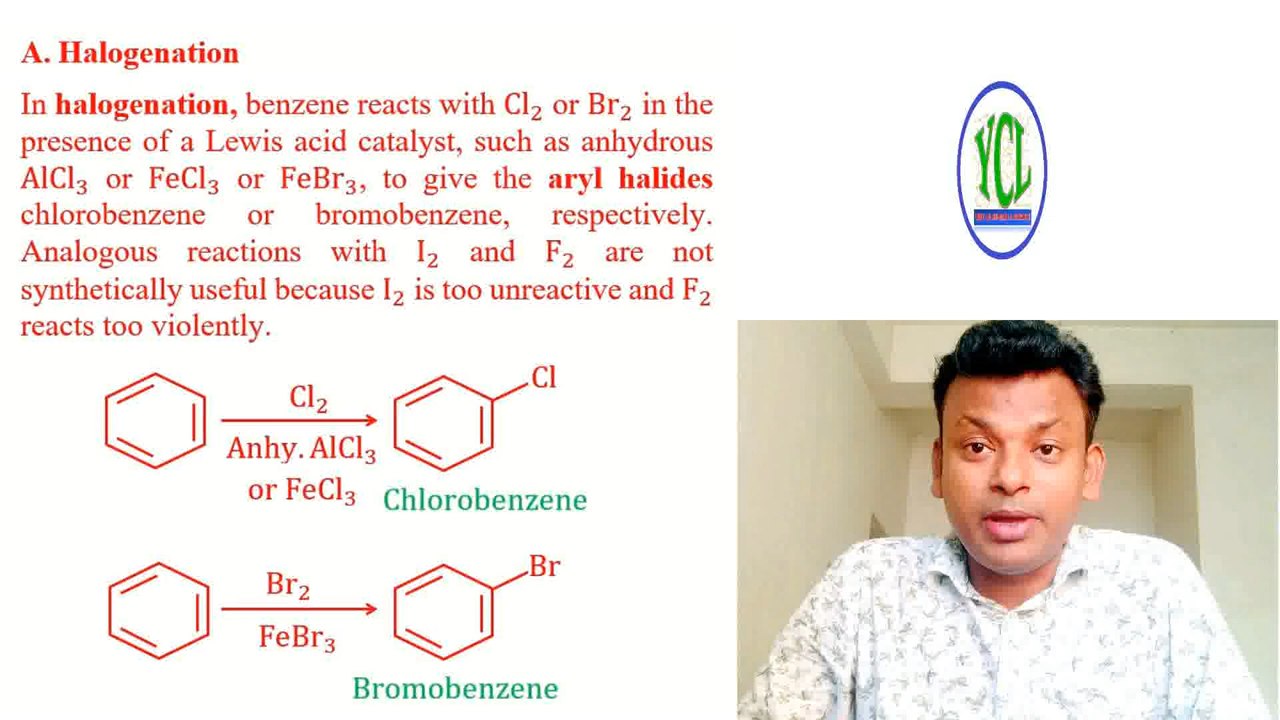 A. Halogenation
In halogenation, benzene reacts with Cl₂ or Br₂ in the
presence of a Lewis acid catalyst, such as anhydrous
AlCl₃ or FeCl₃ or FeBr₃, to give the aryl halides
chlorobenzene or bromobenzene, respectively.
Analogous reactions with I₂ and F₂ are not
synthetically useful because I₂ is too unreactive and F₂
reacts too violently.
Cl₂
Anhy. AlCl₃
or FeCl₃
Cl
Chlorobenzene
Br₂
FeBr₃
Br
Bromobenzene
YCL